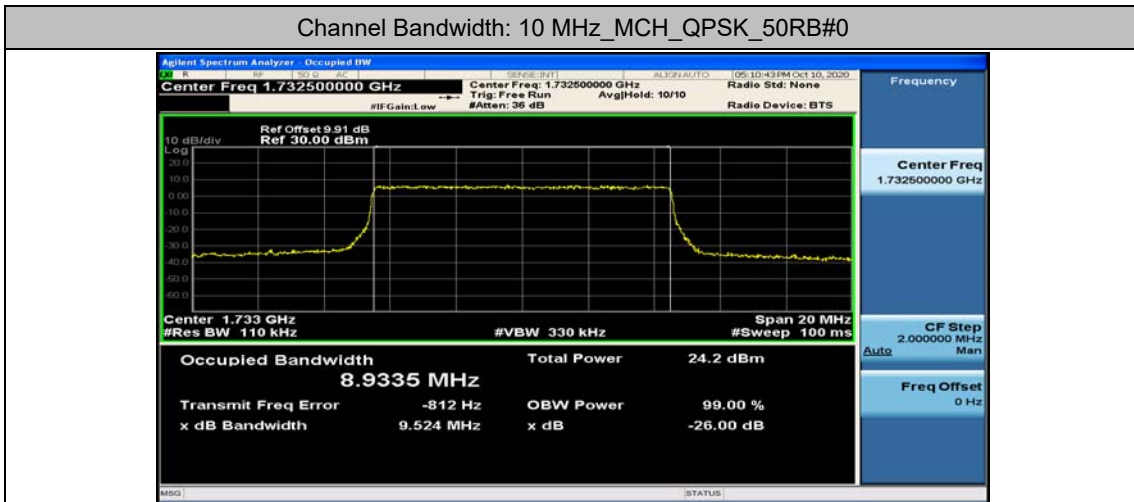 Channel Bandwidth: 10 MHz_MCH_QPSK_50RB#0
Agilent Spectrum Analyzer - Occupied BW
LXI R RF 50 Ω AC SENSE:INT ALIGN AUTO 05:10:43 PM Oct 10, 2020
Center Freq 1.732500000 GHz Center Freq: 1.732500000 GHz Radio Std: None Frequency
Trig: Free Run Avg|Hold: 10/10
#IFGain:Low #Atten: 36 dB Radio Device: BTS
Ref Offset 9.91 dB
10 dB/div Ref 30.00 dBm
Log
20.0
10.0
0.00
-10.0
-20.0
-30.0
-40.0
-50.0
-60.0
Center Freq
1.732500000 GHz
Center 1.733 GHz Span 20 MHz
#Res BW 110 kHz #VBW 330 kHz #Sweep 100 ms
CF Step
2.000000 MHz
Auto Man
Occupied Bandwidth Total Power 24.2 dBm
8.9335 MHz
Freq Offset
0 Hz
Transmit Freq Error -812 Hz OBW Power 99.00 %
x dB Bandwidth 9.524 MHz x dB -26.00 dB
MSG STATUS